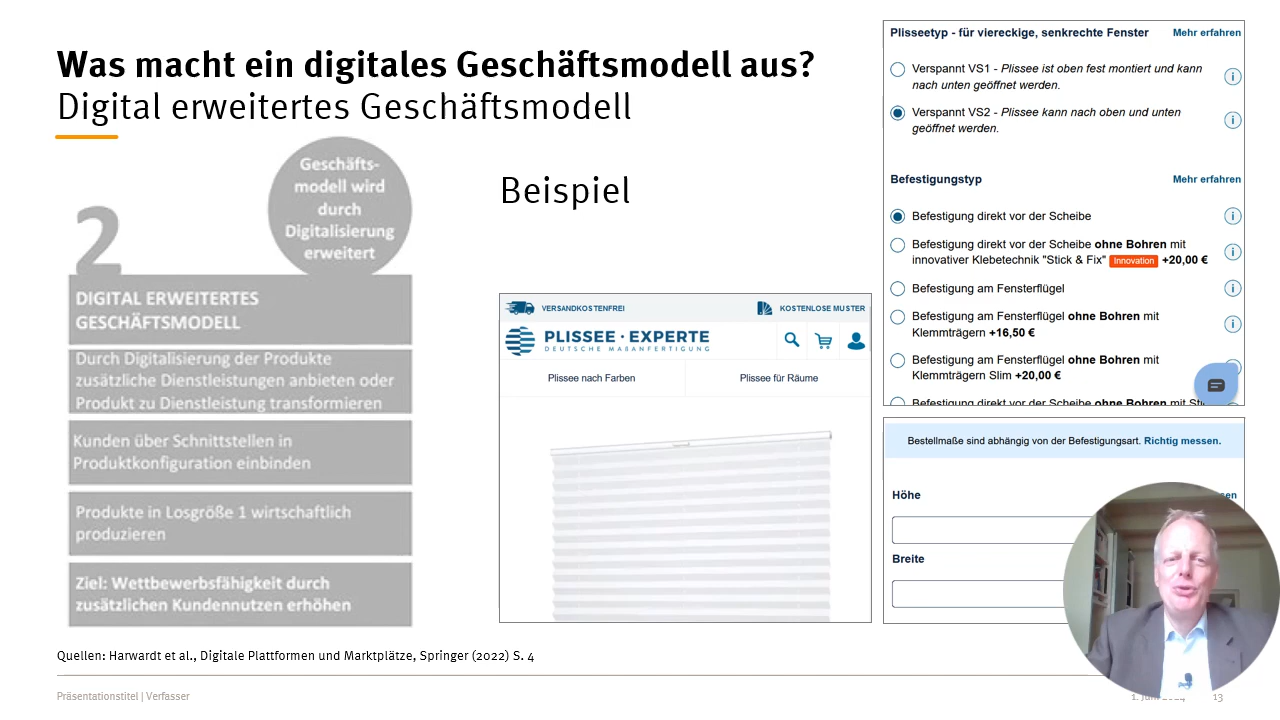 Was macht ein digitales Geschäftsmodell aus?
Digital erweitertes Geschäftsmodell
Geschäfts-
modell wird
durch
Digitalisierung
erweitert
2
DIGITAL ERWEITERTES
GESCHÄFTSMODELL
Durch Digitalisierung der Produkte
zusätzliche Dienstleistungen anbieten oder
Produkt zu Dienstleistung transformieren
Kunden über Schnittstellen in
Produktkonfiguration einbinden
Produkte in Losgröße 1 wirtschaftlich
produzieren
Ziel: Wettbewerbsfähigkeit durch
zusätzlichen Kundennutzen erhöhen
Beispiel
VERSANDKOSTENFREI
KOSTENLOSE MUSTER
PLISSEE · EXPERTE
DEUTSCHE MAßANFERTIGUNG
Plissee nach Farben
Plissee für Räume
Plisseetyp - für viereckige, senkrechte Fenster Mehr erfahren
Verspannt VS1 - Plissee ist oben fest montiert und kann
nach unten geöffnet werden.
Verspannt VS2 - Plissee kann nach oben und unten
geöffnet werden.
Befestigungstyp Mehr erfahren
Befestigung direkt vor der Scheibe
Befestigung direkt vor der Scheibe ohne Bohren mit
innovativer Klebetechnik "Stick & Fix" Innovation +20,00 €
Befestigung am Fensterflügel
Befestigung am Fensterflügel ohne Bohren mit
Klemmträgern +16,50 €
Befestigung am Fensterflügel ohne Bohren mit
Klemmträgern Slim +20,00 €
Befestigung direkt vor der Scheibe ohne Bohren mit
Bestellmaße sind abhängig von der Befestigungsart. Richtig messen.
Höhe
Breite
Quellen: Harwardt et al., Digitale Plattformen und Marktplätze, Springer (2022) S. 4
Präsentationstitel | Verfasser
13